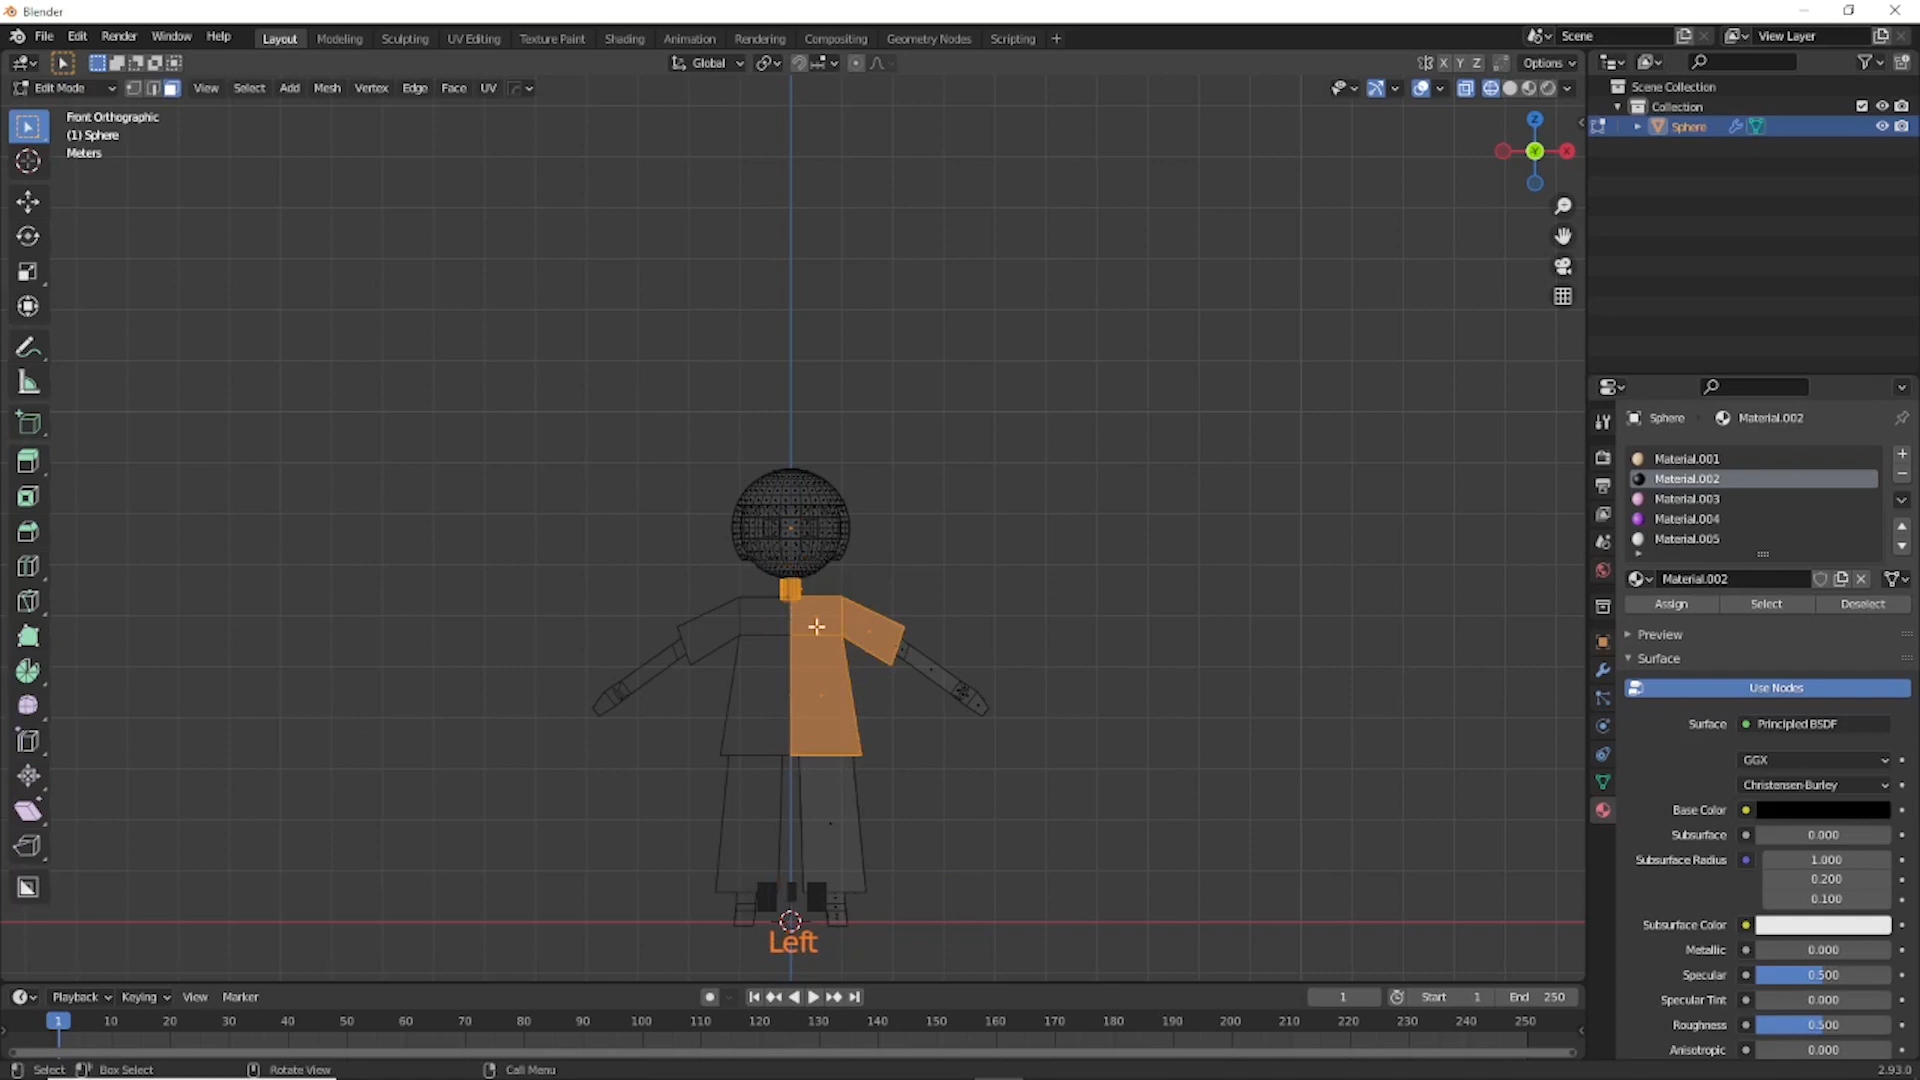 Blender
File Edit Render Window Help
Layout Modeling Sculpting UV Editing Texture Paint Shading Animation Rendering Compositing Geometry Nodes Scripting +
Scene
View Layer
Global
X Y Z
Options
Edit Mode
View Select Add Mesh Vertex Edge Face UV
Scene Collection
Collection
Sphere
Front Orthographic
(1) Sphere
Meters
Z
Y
X
Sphere
Material.002
Material.001
Material.002
Material.003
Material.004
Material.005
Material.002
Assign Select Deselect
Preview
Surface
Use Nodes
Surface Principled BSDF
GGX
Christensen-Burley
Base Color
Subsurface 0.000
Subsurface Radius 1.000
0.200
0.100
Subsurface Color
Metallic 0.000
Specular 0.500
Specular Tint 0.000
Roughness 0.500
Anisotropic 0.000
Left
Playback Keying View Marker
1
Start 1
End 250
1 10 20 30 40 50 60 70 80 90 100 110 120 130 140 150 160 170 180 190 200 210 220 230 240 250
Select
Box Select
Rotate View
Call Menu
2.93.0